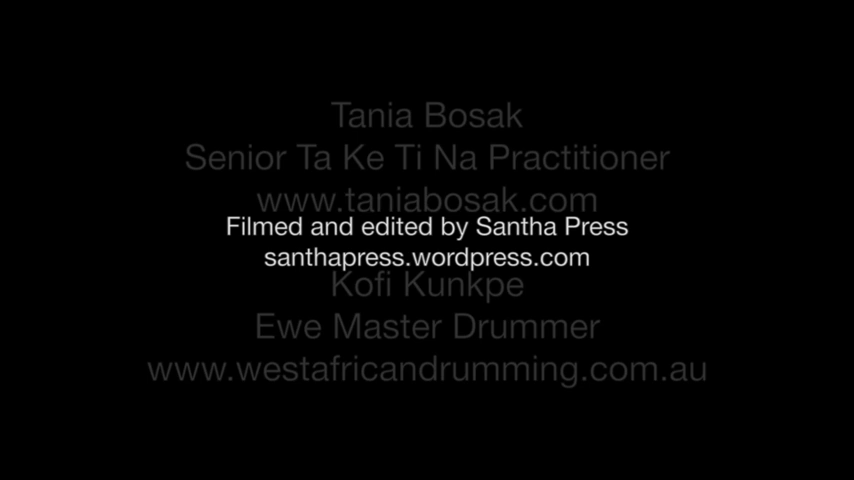 Tania Bosak
Senior Ta Ke Ti Na Practitioner
www.taniabosak.com
Filmed and edited by Santha Press
santhapress.wordpress.com
Kofi Kunkpe
Ewe Master Drummer
www.westafricandrumming.com.au